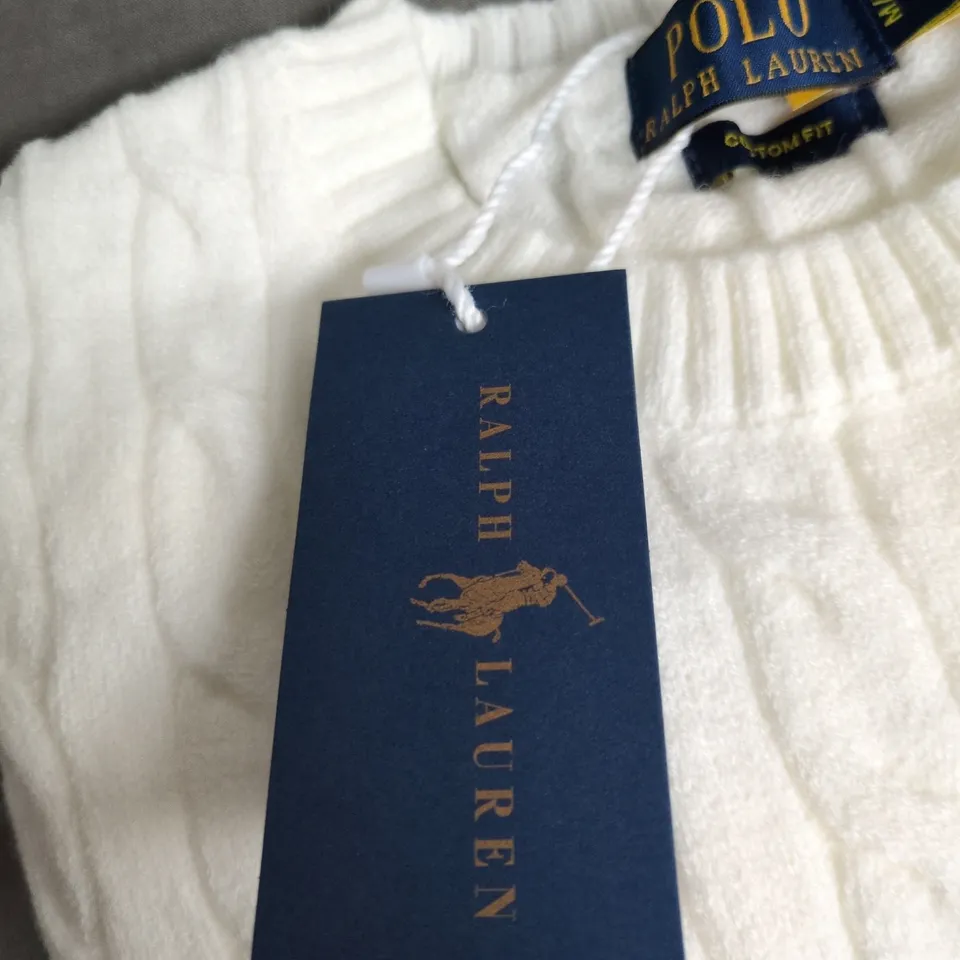 POLO
RALPH LAUREN
CUSTOM FIT
M/
RALPH LAUREN